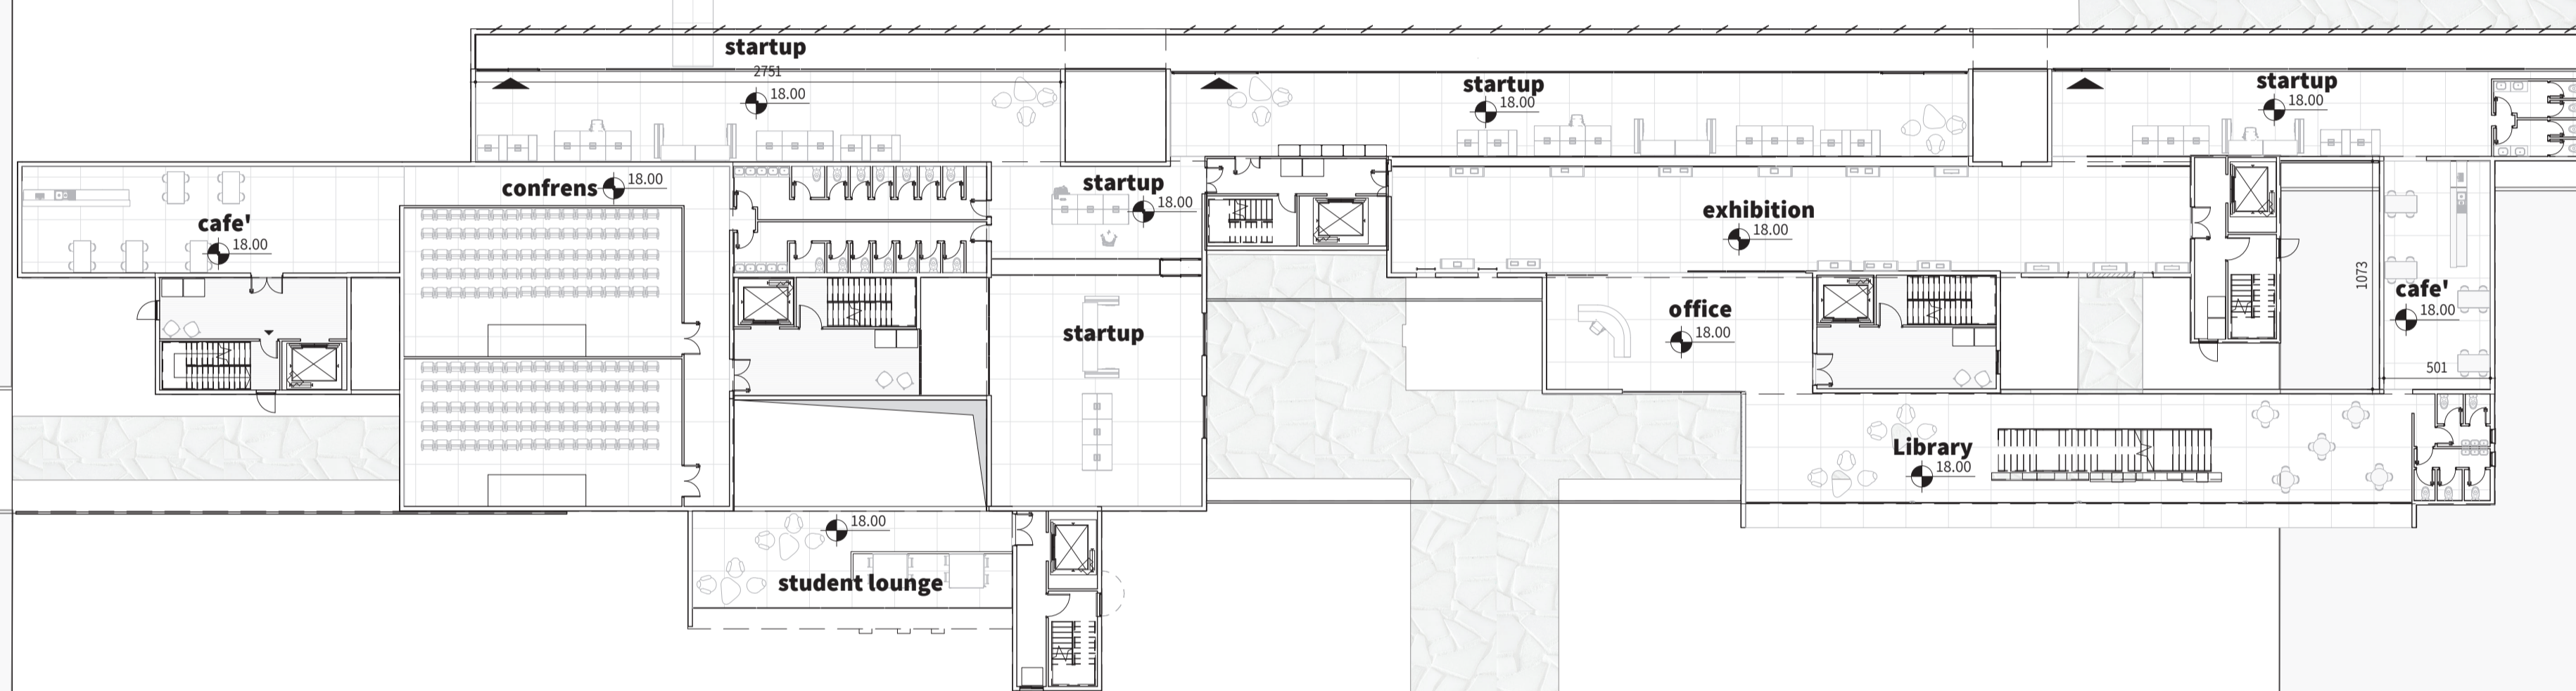 startup
2751
18.00
startup
18.00
startup
18.00
confrens
18.00
startup
18.00
cafe'
18.00
exhibition
18.00
1073
startup
office
18.00
cafe'
18.00
501
Library
18.00
18.00
student lounge